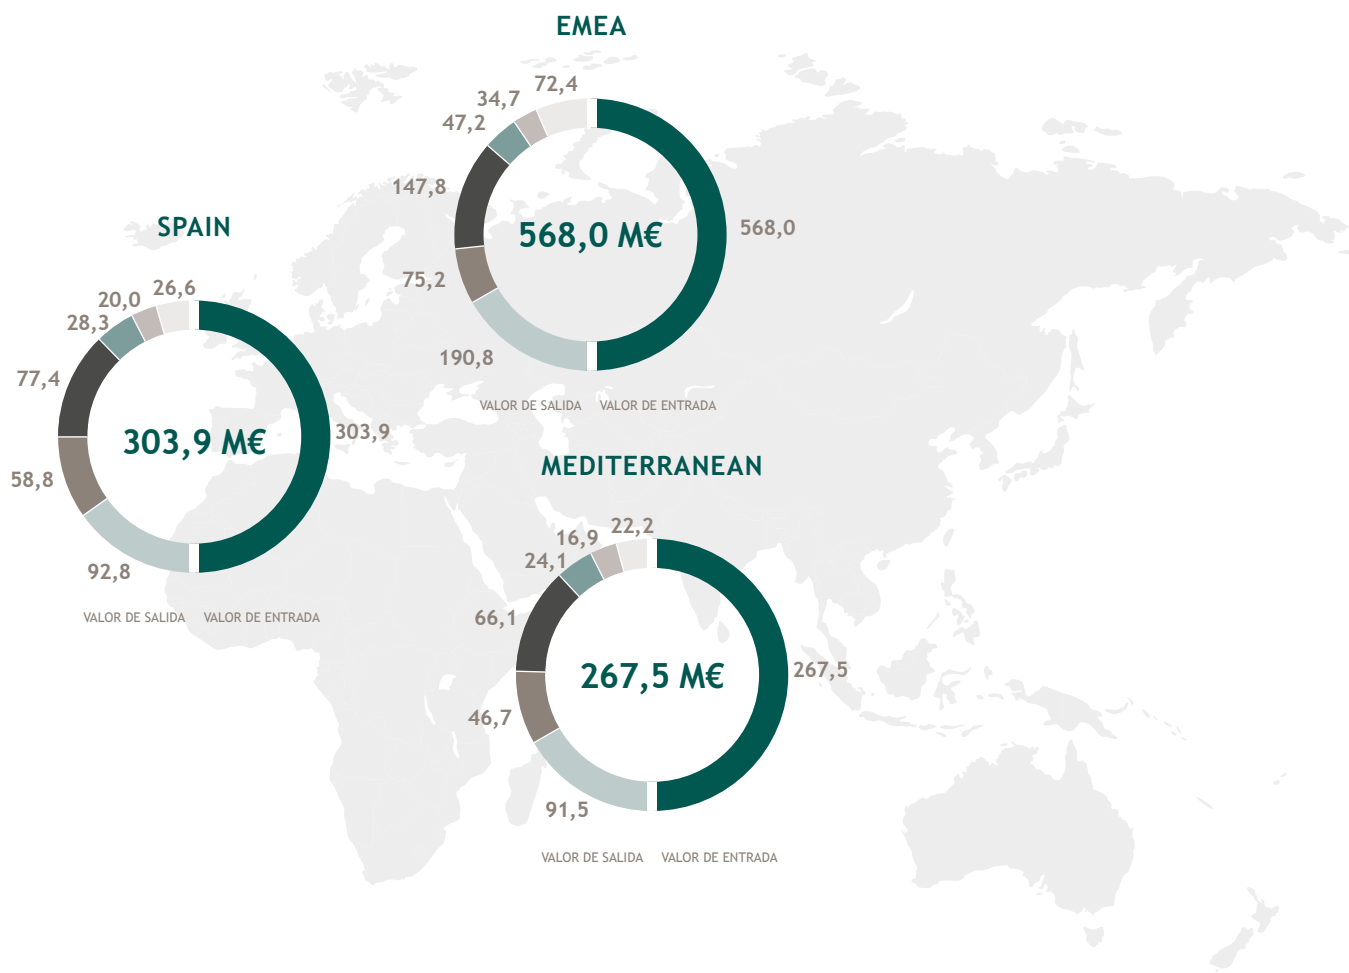 EMEA
72,4
34,7
47,2
147,8
568,0 M€
568,0
75,2
190,8
VALOR DE SALIDA VALOR DE ENTRADA
SPAIN
26,6
20,0
28,3
77,4
303,9 M€
303,9
58,8
92,8
VALOR DE SALIDA VALOR DE ENTRADA
MEDITERRANEAN
22,2
16,9
24,1
66,1
267,5 M€
267,5
46,7
91,5
VALOR DE SALIDA VALOR DE ENTRADA